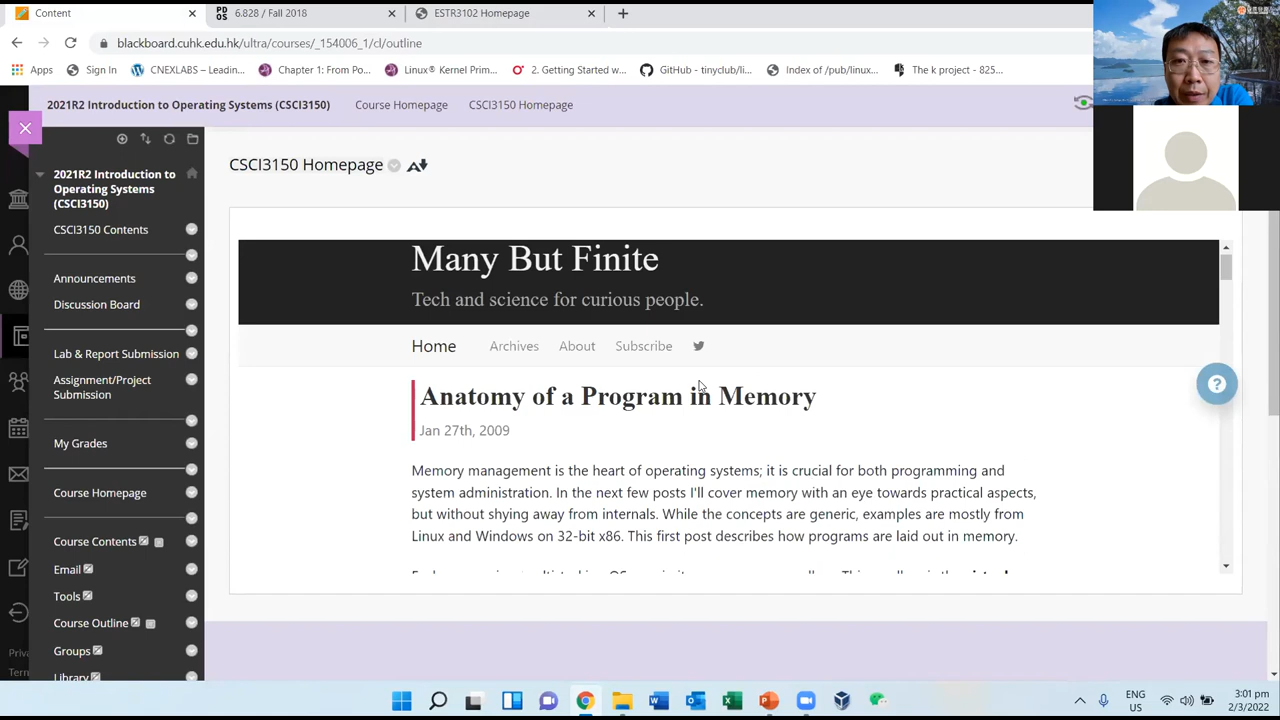 Content
PD OS 6.828 / Fall 2018
ESTR3102 Homepage
blackboard.cuhk.edu.hk/ultra/courses/_154006_1/cl/outline
Apps
Sign In
CNEXLABS – Leadin...
Chapter 1: From Po...
Linux® Kernel Prim...
2. Getting Started w...
GitHub - tinyclub/li...
Index of /pub/linux...
The k project - 825...
2021R2 Introduction to Operating Systems (CSCI3150)
Course Homepage
CSCI3150 Homepage
2021R2 Introduction to
Operating Systems
(CSCI3150)
CSCI3150 Contents
Announcements
Discussion Board
Lab & Report Submission
Assignment/Project
Submission
My Grades
Course Homepage
Course Contents
Email
Tools
Course Outline
Groups
Library
Priva
Term
CSCI3150 Homepage
Many But Finite
Tech and science for curious people.
Home
Archives
About
Subscribe
Anatomy of a Program in Memory
Jan 27th, 2009
Memory management is the heart of operating systems; it is crucial for both programming and
system administration. In the next few posts I'll cover memory with an eye towards practical aspects,
but without shying away from internals. While the concepts are generic, examples are mostly from
Linux and Windows on 32-bit x86. This first post describes how programs are laid out in memory.
ENG
US
3:01 pm
2/3/2022